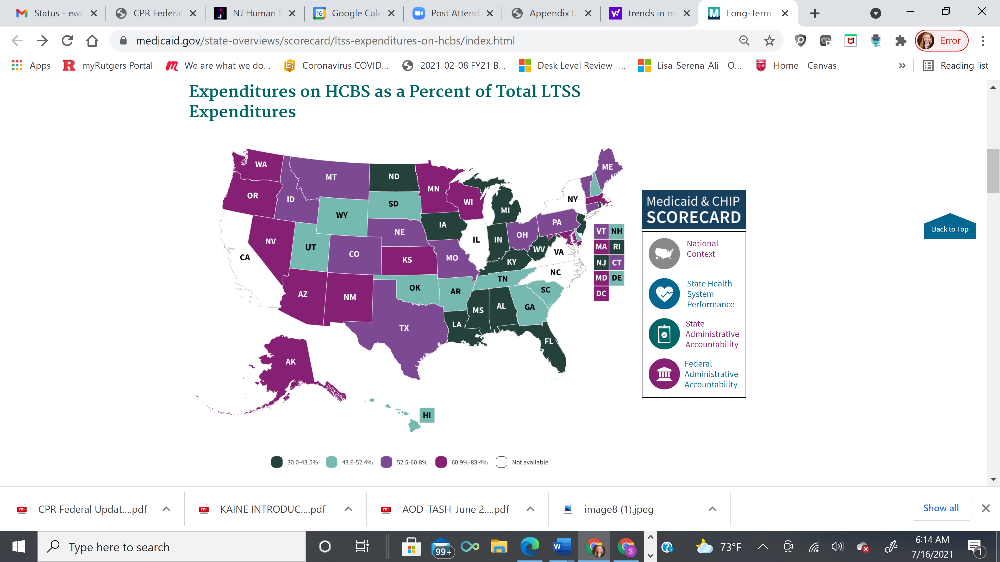 Status - ewc
CPR Federal
NJ Human S
16
Google Cale
Post Attend
Appendix I.
y!
trends in m
M
Long-Term
medicaid.gov/state-overviews/scorecard/ltss-expenditures-on-hcbs/index.html
Error
Apps
R
myRutgers Portal
We are what we do...
Coronavirus COVID...
2021-02-08 FY21 B...
Desk Level Review -...
Lisa-Serena-Ali - O...
Home - Canvas
»
Reading list
Expenditures on HCBS as a Percent of Total LTSS
Expenditures
WA
MT
ND
MN
ME
OR
ID
SD
WI
NY
WY
MI
IA
PA
NE
NV
UT
CO
IL
IN
OH
CA
KS
MO
WV
VA
KY
NC
AZ
NM
OK
AR
TN
SC
MS
AL
GA
LA
TX
FL
AK
HI
VT NH
MA RI
NJ CT
MD DE
DC
Medicaid & CHIP
SCORECARD
National
Context
State Health
System
Performance
State
Administrative
Accountability
Federal
Administrative
Accountability
Back to Top
30.0-43.5%
43.6-52.4%
52.5-60.8%
60.9%-83.4%
Not available
PDF
CPR Federal Updat....pdf
PDF
KAINE INTRODUC....pdf
PDF
AOD-TASH_June 2....pdf
image8 (1).jpeg
Show all
Type here to search
99+
W
S
73°F
6:14 AM
7/16/2021
1